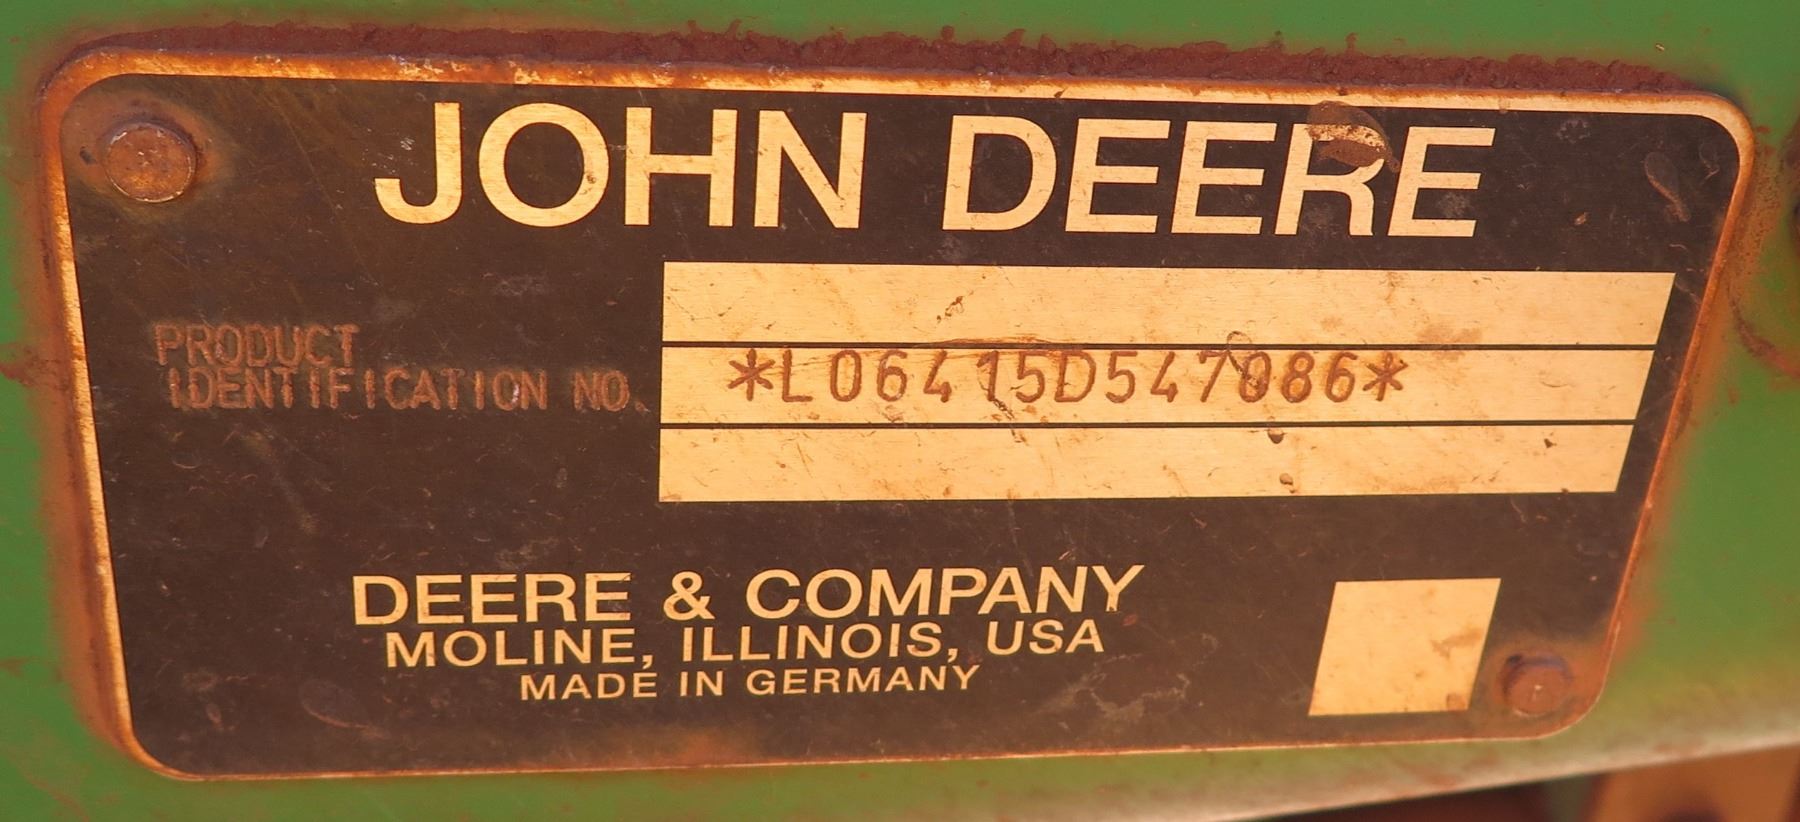 JOHN DEERE
PRODUCT
IDENTIFICATION NO.
*L06415D547086*
DEERE & COMPANY
MOLINE, ILLINOIS, USA
MADE IN GERMANY